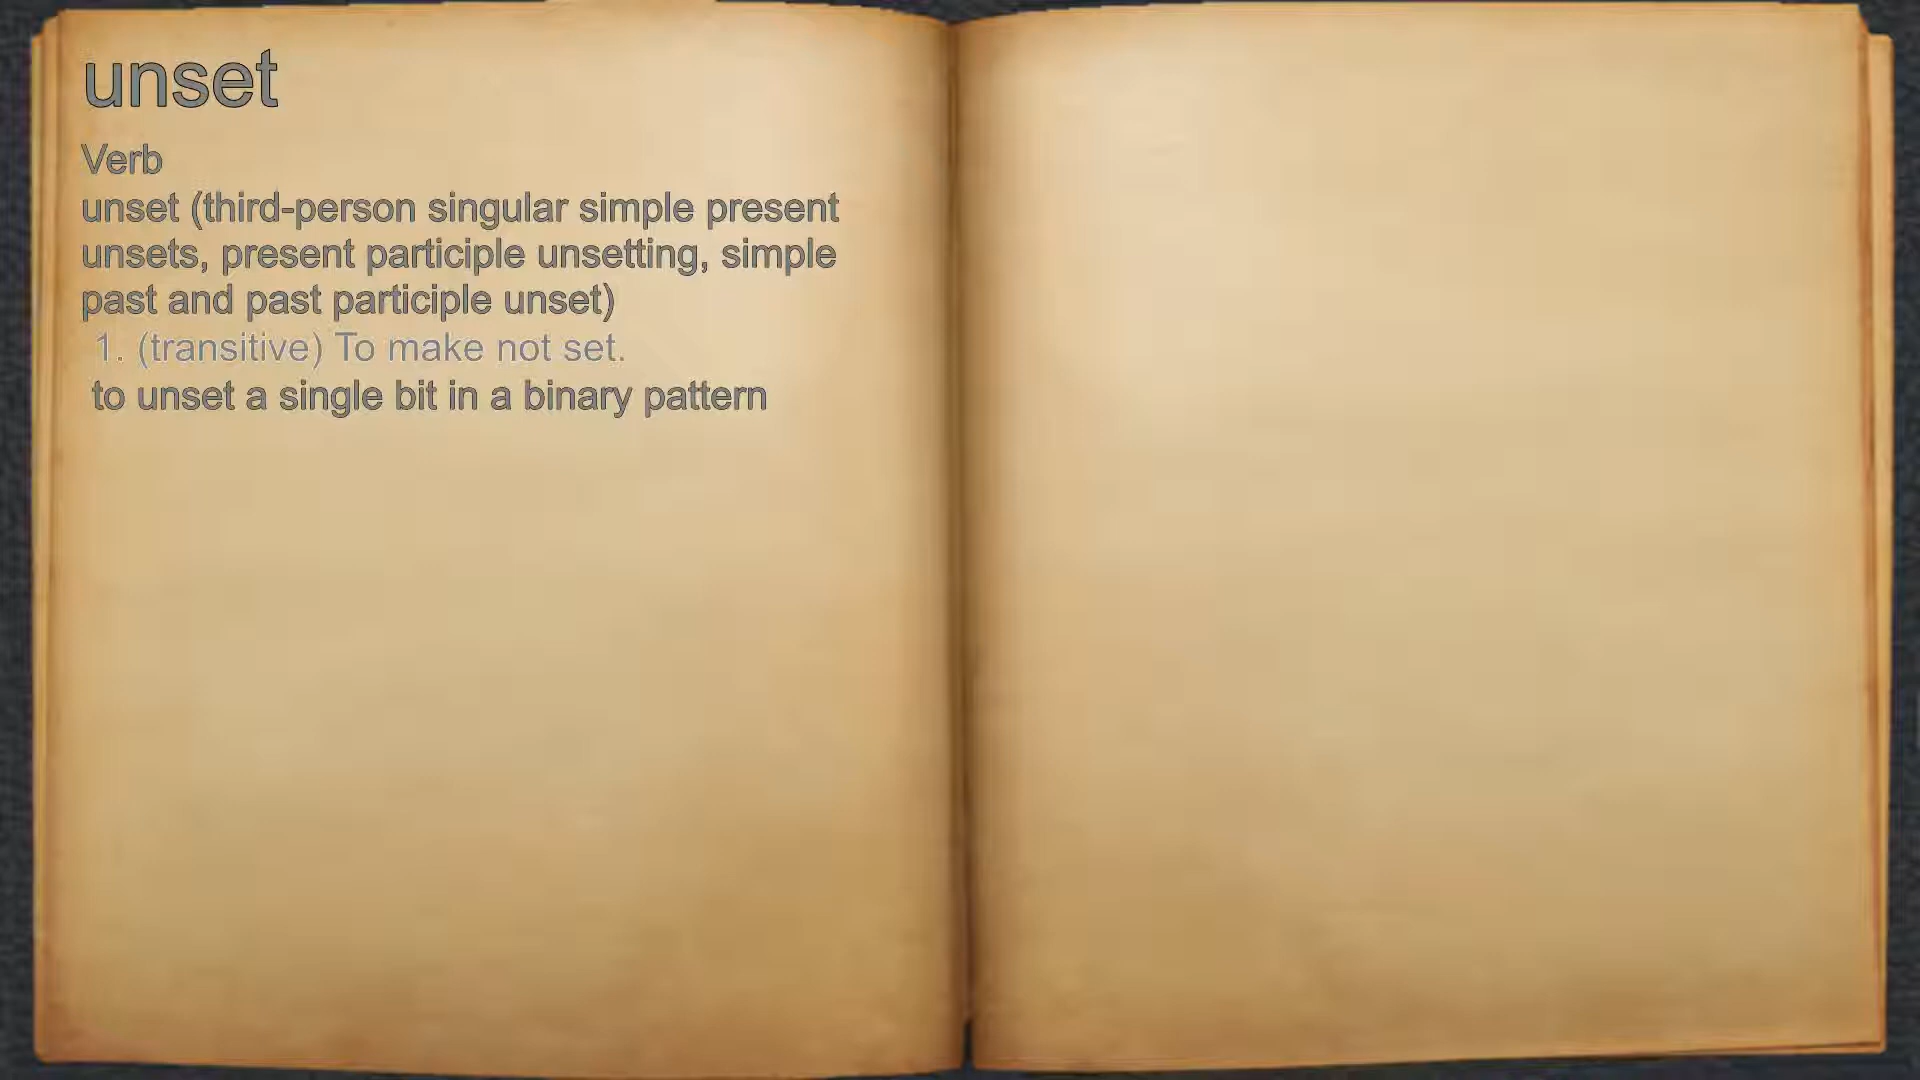 unset
Verb
unset (third-person singular simple present
unsets, present participle unsetting, simple
past and past participle unset)
1. (transitive) To make not set.
to unset a single bit in a binary pattern